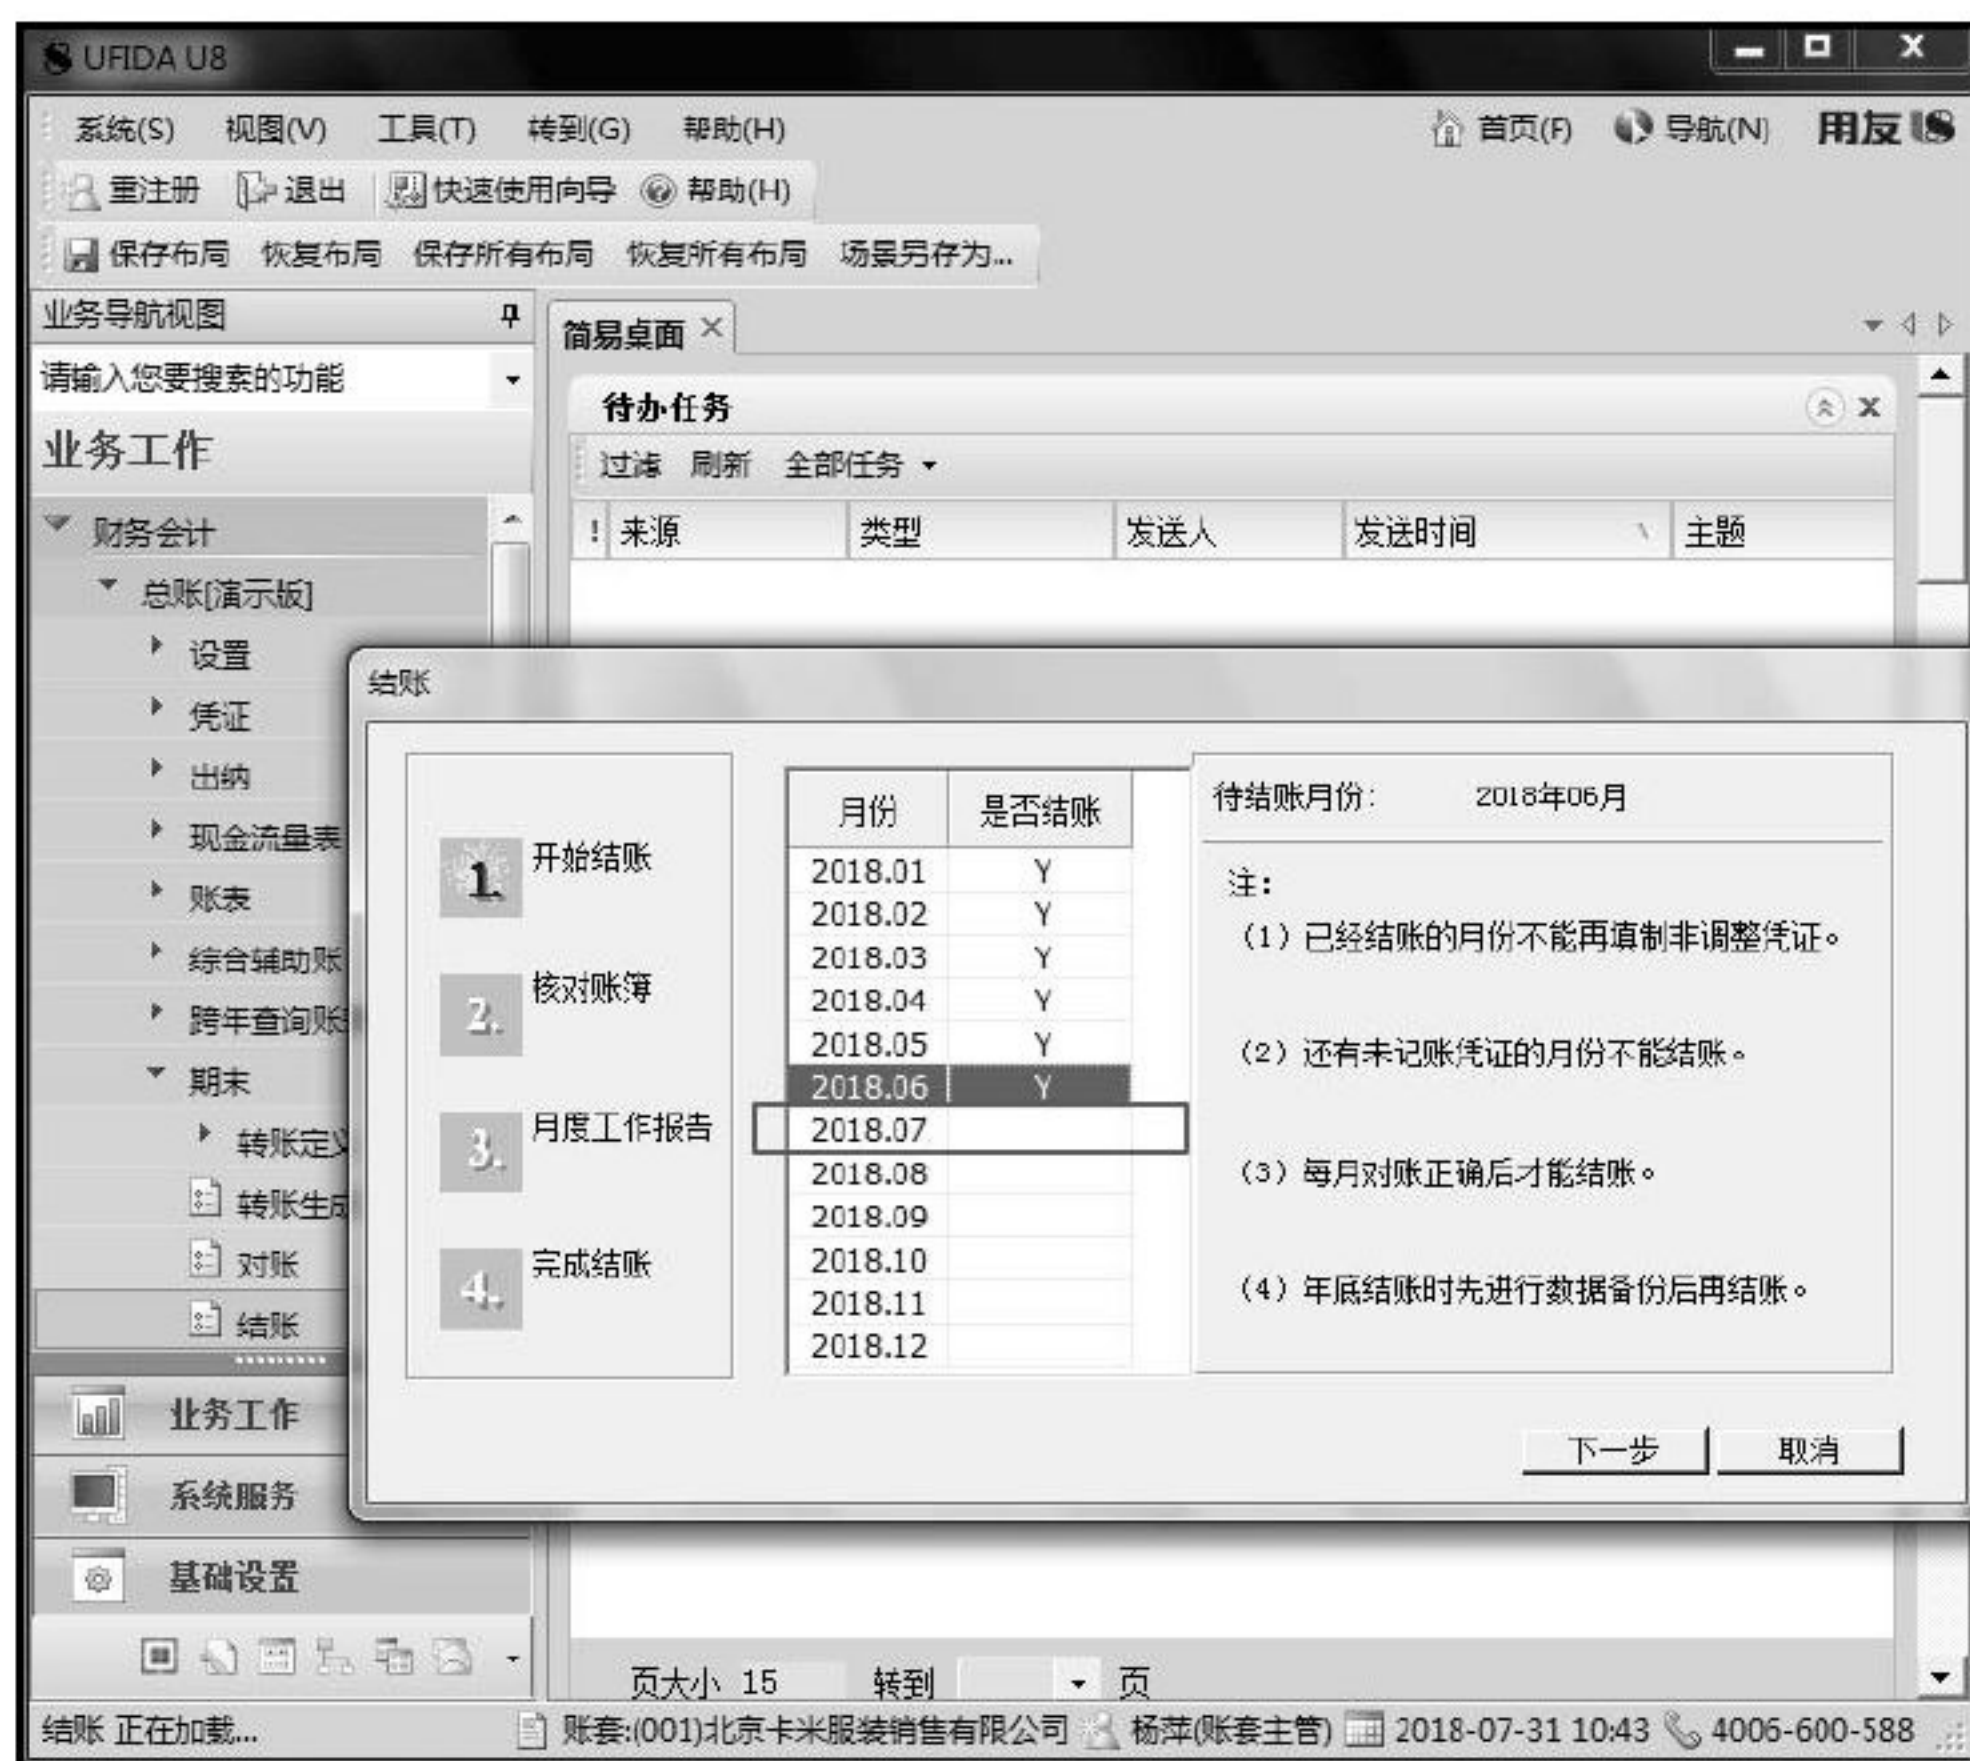 UFIDA U8
系统(S) 视图(V) 工具(T) 转到(G) 帮助(H) 首页(F) 导航(N) 用友U8
重注册 退出 快速使用向导 帮助(H)
保存布局 恢复布局 保存所有布局 恢复所有布局 场景另存为...
业务导航视图
请输入您要搜索的功能
业务工作
财务会计
总账[演示版]
设置
凭证
出纳
现金流量表
账表
综合辅助账
跨年查询账
期末
转账定义
转账生成
对账
结账
业务工作
系统服务
基础设置
简易桌面
待办任务
过滤 刷新 全部任务
! 来源 类型 发送人 发送时间 主题
结账
1. 开始结账
2. 核对账簿
3. 月度工作报告
4. 完成结账
月份 是否结账
2018.01 Y
2018.02 Y
2018.03 Y
2018.04 Y
2018.05 Y
2018.06 Y
2018.07
2018.08
2018.09
2018.10
2018.11
2018.12
待结账月份: 2018年06月
注:
(1) 已经结账的月份不能再填制非调整凭证。
(2) 还有未记账凭证的月份不能结账。
(3) 每月对账正确后才能结账。
(4) 年底结账时先进行数据备份后再结账。
下一步 取消
页大小 15 转到 页
结账 正在加载... 账套:(001)北京卡米服装销售有限公司 杨萍(账套主管) 2018-07-31 10:43 4006-600-588